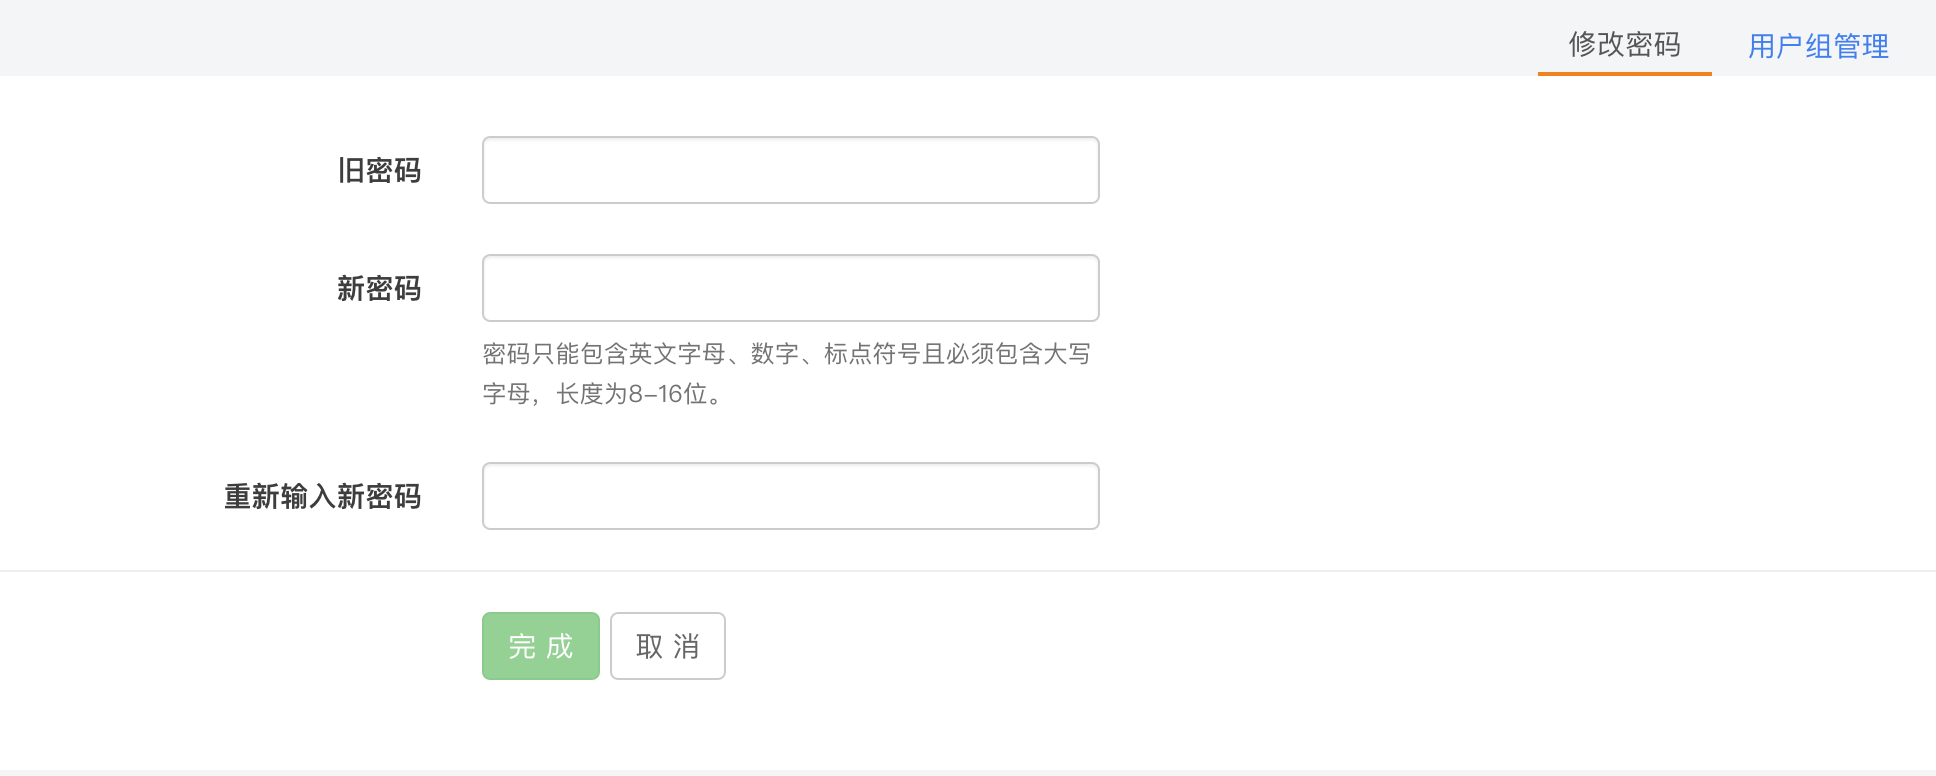 修改密码
用户组管理
旧密码
新密码
密码只能包含英文字母、数字、标点符号且必须包含大写
字母，长度为8-16位。
重新输入新密码
完 成
取 消